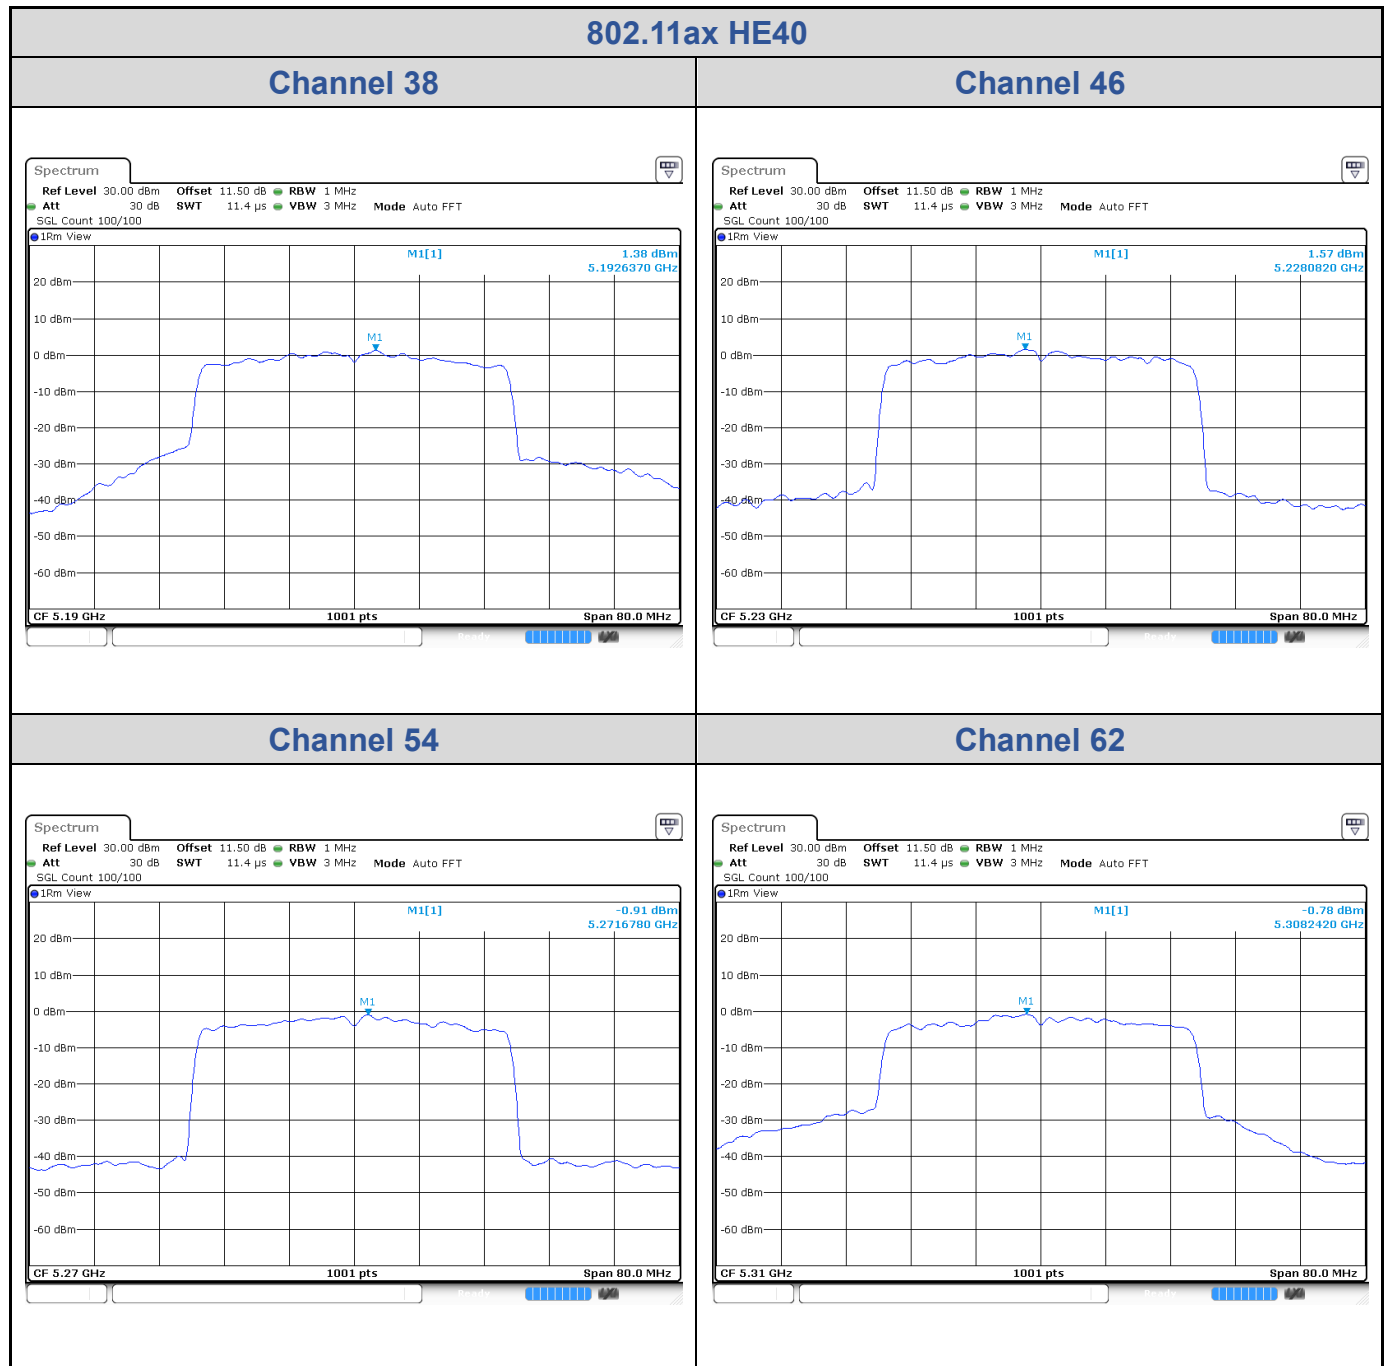 802.11ax HE40
Channel 38
Channel 46
Spectrum
Ref Level 30.00 dBm Offset 11.50 dB RBW 1 MHz
Att 30 dB SWT 11.4 µs VBW 3 MHz Mode Auto FFT
SGL Count 100/100
1Rm View
M1[1] 1.38 dBm
5.1926370 GHz
20 dBm
10 dBm
M1
0 dBm
-10 dBm
-20 dBm
-30 dBm
-40 dBm
-50 dBm
-60 dBm
CF 5.19 GHz 1001 pts Span 80.0 MHz
Ready
Spectrum
Ref Level 30.00 dBm Offset 11.50 dB RBW 1 MHz
Att 30 dB SWT 11.4 µs VBW 3 MHz Mode Auto FFT
SGL Count 100/100
1Rm View
M1[1] 1.57 dBm
5.2280820 GHz
20 dBm
10 dBm
M1
0 dBm
-10 dBm
-20 dBm
-30 dBm
-40 dBm
-50 dBm
-60 dBm
CF 5.23 GHz 1001 pts Span 80.0 MHz
Ready
Channel 54
Channel 62
Spectrum
Ref Level 30.00 dBm Offset 11.50 dB RBW 1 MHz
Att 30 dB SWT 11.4 µs VBW 3 MHz Mode Auto FFT
SGL Count 100/100
1Rm View
M1[1] -0.91 dBm
5.2716780 GHz
20 dBm
10 dBm
M1
0 dBm
-10 dBm
-20 dBm
-30 dBm
-40 dBm
-50 dBm
-60 dBm
CF 5.27 GHz 1001 pts Span 80.0 MHz
Ready
Spectrum
Ref Level 30.00 dBm Offset 11.50 dB RBW 1 MHz
Att 30 dB SWT 11.4 µs VBW 3 MHz Mode Auto FFT
SGL Count 100/100
1Rm View
M1[1] -0.78 dBm
5.3082420 GHz
20 dBm
10 dBm
M1
0 dBm
-10 dBm
-20 dBm
-30 dBm
-40 dBm
-50 dBm
-60 dBm
CF 5.31 GHz 1001 pts Span 80.0 MHz
Ready